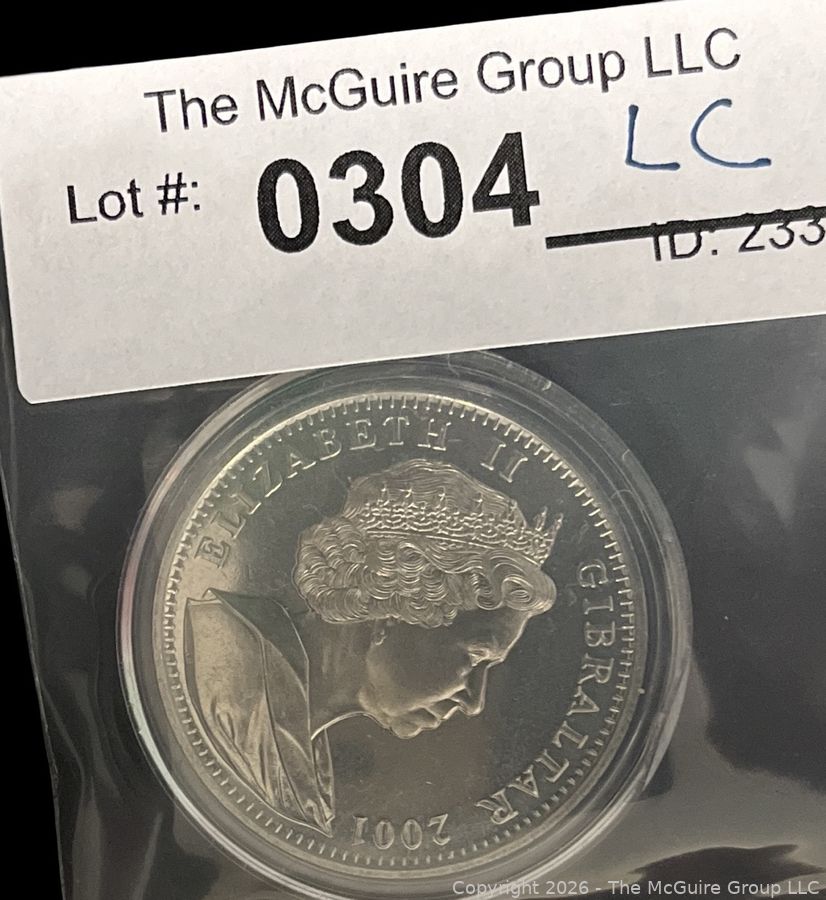 The McGuire Group LLC
LC
Lot #: 0304
ID: 233
ELIZABETH II
GIBRALTAR
2001
Copyright 2026 - The McGuire Group LLC